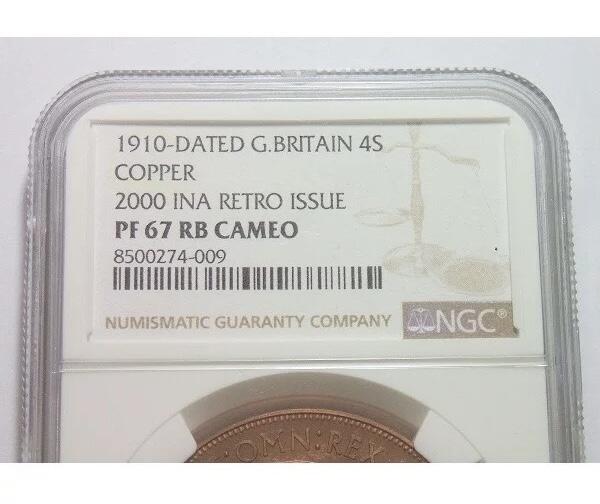 1910-DATED G.BRITAIN 4S
COPPER
2000 INA RETRO ISSUE
PF 67 RB CAMEO
8500274-009
NUMISMATIC GUARANTY COMPANY NGC
OMN:REX